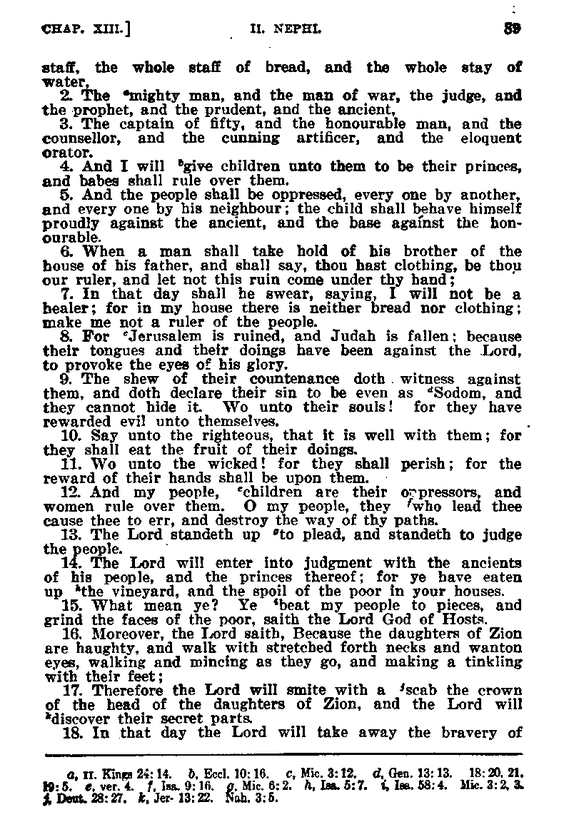 CHAP. XIII.] II. NEPHI. 89
staff, the whole staff of bread, and the whole stay of
water,
2. The ᵃmighty man, and the man of war, the judge, and
the prophet, and the prudent, and the ancient,
3. The captain of fifty, and the honourable man, and the
counsellor, and the cunning artificer, and the eloquent
orator.
4. And I will ᵇgive children unto them to be their princes,
and babes shall rule over them.
5. And the people shall be oppressed, every one by another,
and every one by his neighbour; the child shall behave himself
proudly against the ancient, and the base against the hon-
ourable.
6. When a man shall take hold of his brother of the
house of his father, and shall say, thou hast clothing, be thou
our ruler, and let not this ruin come under thy hand;
7. In that day shall he swear, saying, I will not be a
healer; for in my house there is neither bread nor clothing;
make me not a ruler of the people.
8. For ᶜJerusalem is ruined, and Judah is fallen; because
their tongues and their doings have been against the Lord,
to provoke the eyes of his glory.
9. The shew of their countenance doth witness against
them, and doth declare their sin to be even as ᵈSodom, and
they cannot hide it. Wo unto their souls! for they have
rewarded evil unto themselves.
10. Say unto the righteous, that it is well with them; for
they shall eat the fruit of their doings.
11. Wo unto the wicked! for they shall perish; for the
reward of their hands shall be upon them.
12. And my people, ᵉchildren are their oppressors, and
women rule over them. O my people, they ᶠwho lead thee
cause thee to err, and destroy the way of thy paths.
13. The Lord standeth up ᵍto plead, and standeth to judge
the people.
14. The Lord will enter into judgment with the ancients
of his people, and the princes thereof; for ye have eaten
up ʰthe vineyard, and the spoil of the poor in your houses.
15. What mean ye? Ye ⁱbeat my people to pieces, and
grind the faces of the poor, saith the Lord God of Hosts.
16. Moreover, the Lord saith, Because the daughters of Zion
are haughty, and walk with stretched forth necks and wanton
eyes, walking and mincing as they go, and making a tinkling
with their feet;
17. Therefore the Lord will smite with a ʲscab the crown
of the head of the daughters of Zion, and the Lord will
ᵏdiscover their secret parts.
18. In that day the Lord will take away the bravery of
a, II. Kings 24: 14. b, Eccl. 10: 16. c, Mic. 3: 12. d, Gen. 13: 13. 18: 20, 21.
19: 5. e, ver. 4. f, Isa. 9: 16. g, Mic. 6: 2. h, Isa. 5: 7. i, Isa. 58: 4. Mic. 3: 2, 3.
j, Deut. 28: 27. k, Jer. 13: 22. Nah. 3: 5.